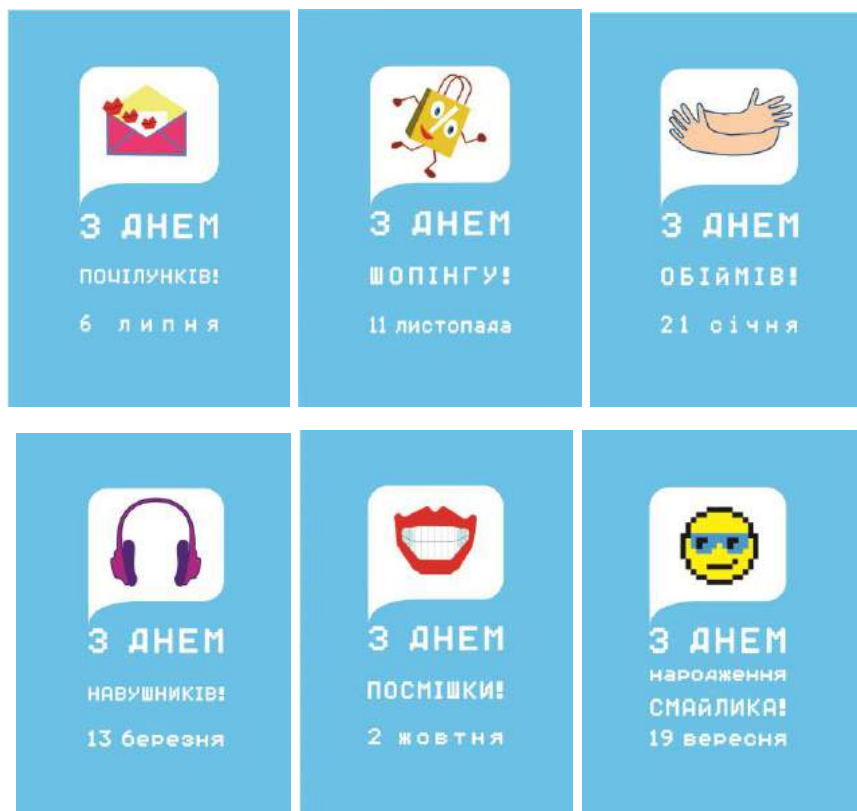 З ДНЕМ
ПОЦІЛУНКІВ!
6 липня
%
З ДНЕМ
ШОПІНГУ!
11 листопада
З ДНЕМ
ОБІЙМІВ!
21 січня
З ДНЕМ
НАВУШНИКІВ!
13 березня
З ДНЕМ
ПОСМІШКИ!
2 жовтня
З ДНЕМ
народження
СМАЙЛИКА!
19 вересня